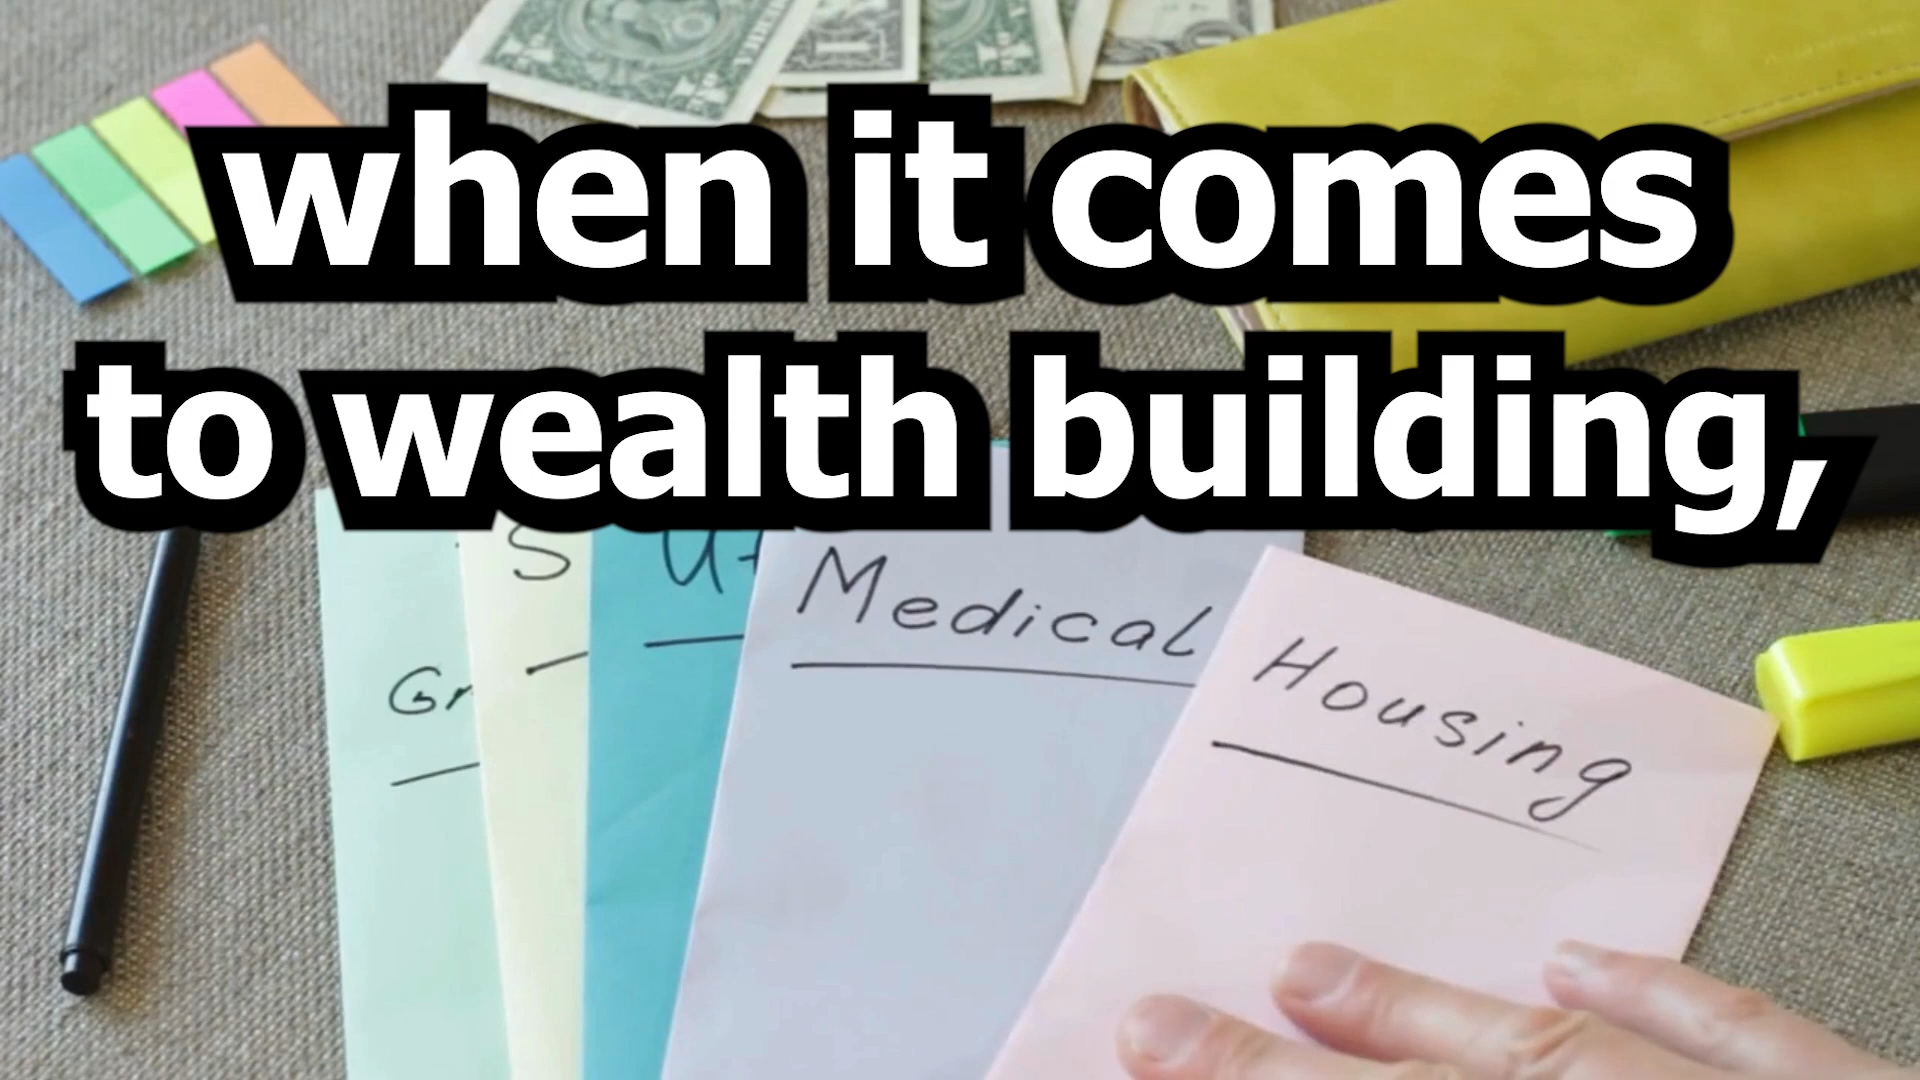 when it comes
to wealth building,
Medical
Housing